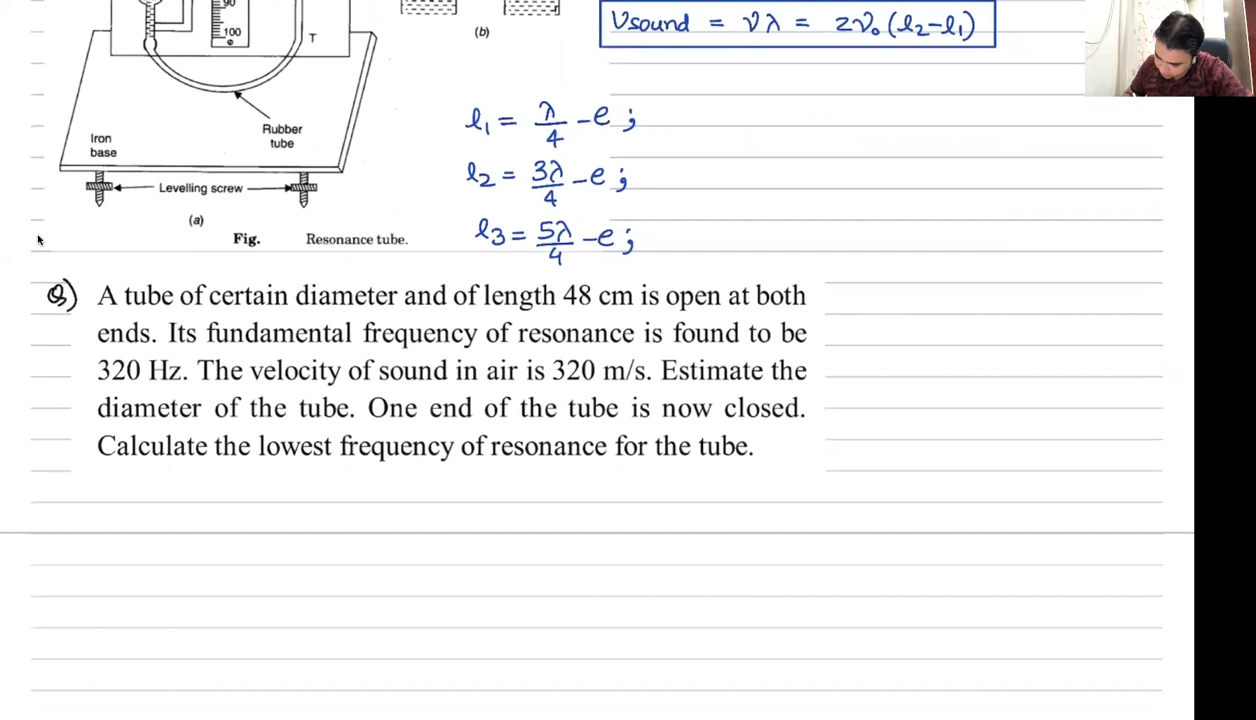 90
100
T
(b)
Vsound = νλ = 2ν₀(l₂-l₁)
Rubber
tube
Iron
base
Levelling screw
(a)
Fig. Resonance tube.
l₁ = λ/4 - e ;
l₂ = 3λ/4 - e ;
l₃ = 5λ/4 - e ;
Q) A tube of certain diameter and of length 48 cm is open at both
ends. Its fundamental frequency of resonance is found to be
320 Hz. The velocity of sound in air is 320 m/s. Estimate the
diameter of the tube. One end of the tube is now closed.
Calculate the lowest frequency of resonance for the tube.